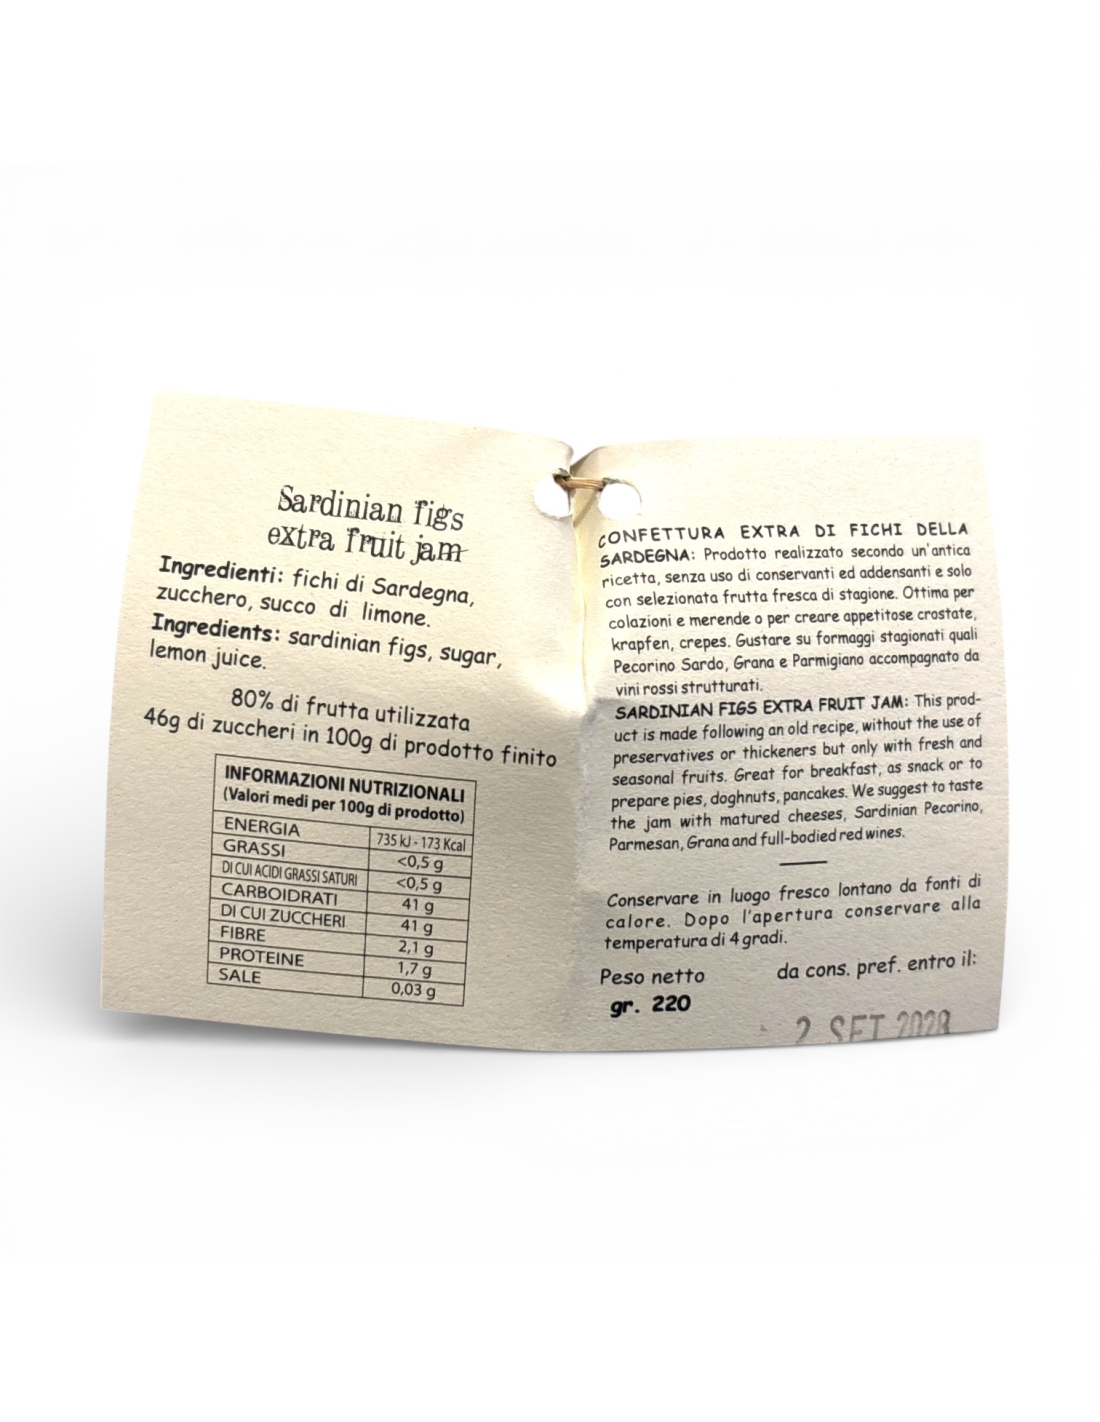 Sardinian figs
extra fruit jam
Ingredienti: fichi di Sardegna,
zucchero, succo di limone.
Ingredients: sardinian figs, sugar,
lemon juice.
80% di frutta utilizzata
46g di zuccheri in 100g di prodotto finito
INFORMAZIONI NUTRIZIONALI
(Valori medi per 100g di prodotto)
ENERGIA 735 kJ - 173 Kcal
GRASSI <0,5 g
DI CUI ACIDI GRASSI SATURI <0,5 g
CARBOIDRATI 41 g
DI CUI ZUCCHERI 41 g
FIBRE 2,1 g
PROTEINE 1,7 g
SALE 0,03 g
CONFETTURA EXTRA DI FICHI DELLA
SARDEGNA: Prodotto realizzato secondo un'antica
ricetta, senza uso di conservanti ed addensanti e solo
con selezionata frutta fresca di stagione. Ottima per
colazioni e merende o per creare appetitose crostate,
krapfen, crepes. Gustare su formaggi stagionati quali
Pecorino Sardo, Grana e Parmigiano accompagnato da
vini rossi strutturati.
SARDINIAN FIGS EXTRA FRUIT JAM: This prod-
uct is made following an old recipe, without the use of
preservatives or thickeners but only with fresh and
seasonal fruits. Great for breakfast, as snack or to
prepare pies, doghnuts, pancakes. We suggest to taste
the jam with matured cheeses, Sardinian Pecorino,
Parmesan, Grana and full-bodied red wines.
Conservare in luogo fresco lontano da fonti di
calore. Dopo l'apertura conservare alla
temperatura di 4 gradi.
Peso netto da cons. pref. entro il:
gr. 220
2 SET 2028